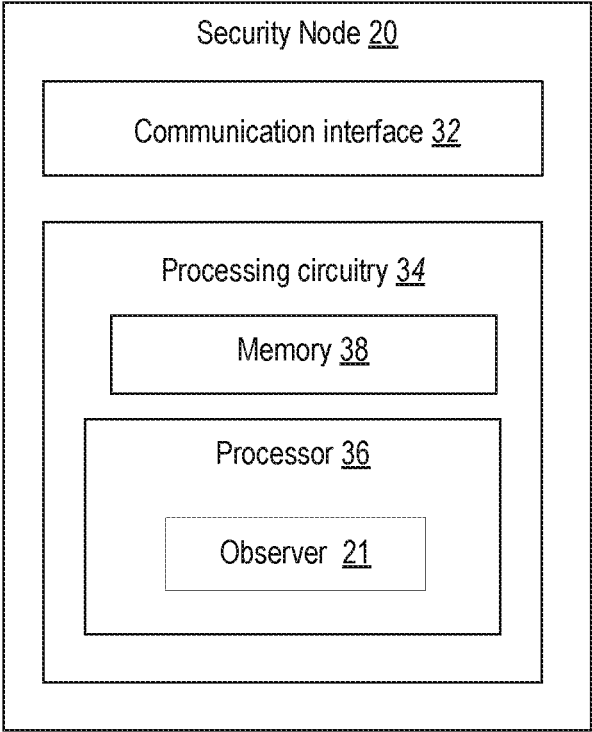 Security Node 20
Communication interface 32
Processing circuitry 34
Memory 38
Processor 36
Observer 21